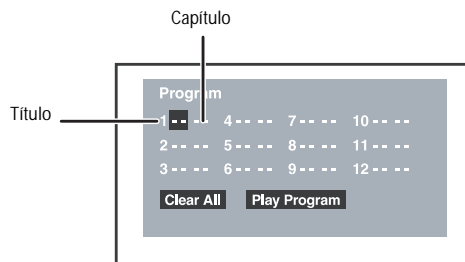 Capítulo
Título
Program
1 -- -- 4 -- -- 7 -- -- 10 -- --
2 -- -- 5 -- -- 8 -- -- 11 -- --
3 -- -- 6 -- -- 9 -- -- 12 -- --
Clear All Play Program